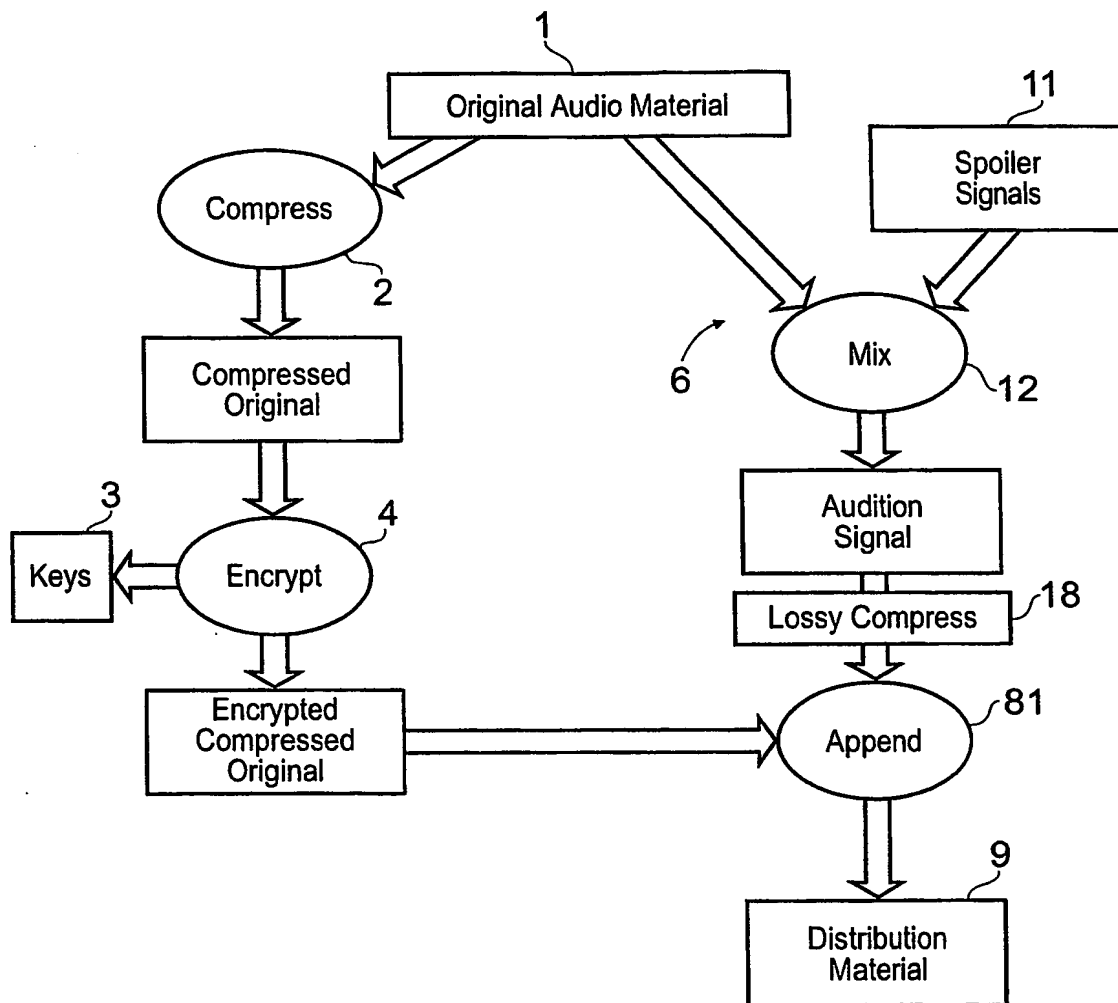 1
Original Audio Material
11
Spoiler
Signals
Compress
2
6
Mix
12
Compressed
Original
3
Keys
4
Encrypt
Audition
Signal
18
Lossy Compress
Encrypted
Compressed
Original
81
Append
9
Distribution
Material